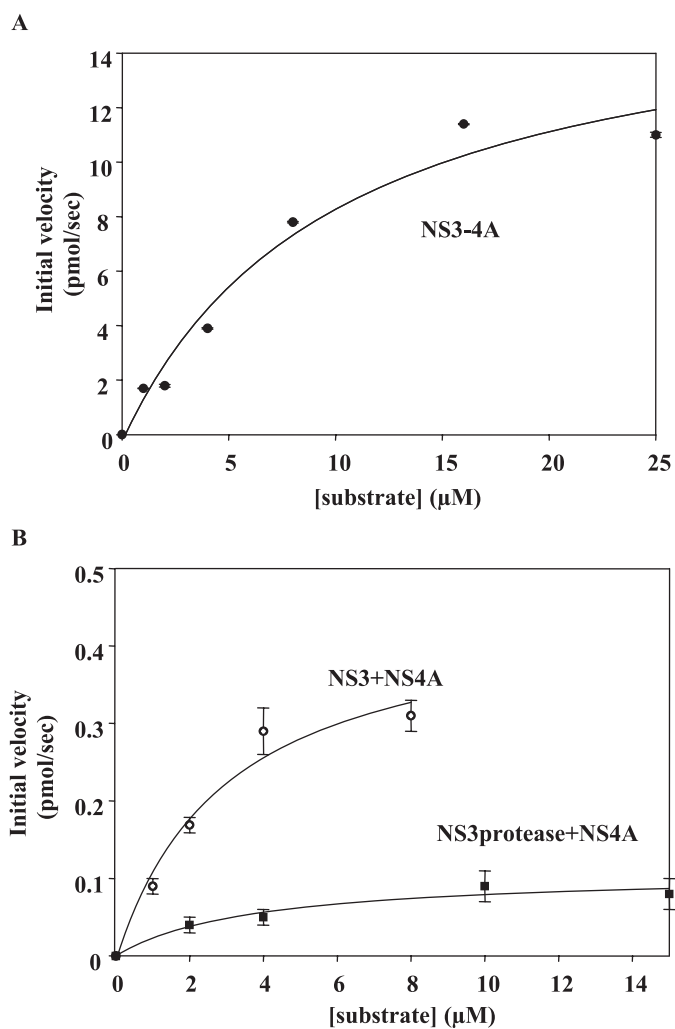 A
14
12
10
8
6
4
2
0
Initial velocity
(pmol/sec)
NS3-4A
0 5 10 15 20 25
[substrate] (µM)
B
0.5
0.4
0.3
0.2
0.1
0
Initial velocity
(pmol/sec)
NS3+NS4A
NS3protease+NS4A
0 2 4 6 8 10 12 14
[substrate] (µM)